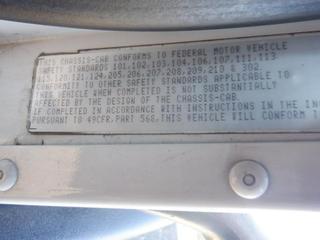 THIS CHASSIS-CAB CONFORMS TO FEDERAL MOTOR VEHICLE
SAFETY STANDARDS 101,102,103,104,106,107,111,113
120,121,124,205,206,207,208,209,210 & 302.
CONFORMITY TO OTHER SAFETY STANDARDS APPLICABLE TO
THIS VEHICLE WHEN COMPLETED IS NOT SUBSTANTIALLY
AFFECTED BY THE DESIGN OF THE CHASSIS-CAB
IF COMPLETED IN ACCORDANCE WITH INSTRUCTIONS IN THE
PURSUANT TO 49CFR, PART 568, THIS VEHICLE WILL CONFORM